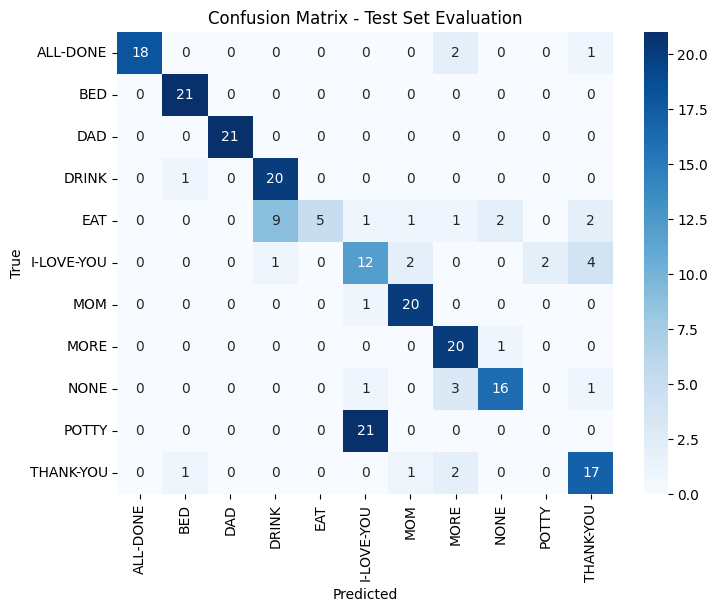 Confusion Matrix - Test Set Evaluation
ALL-DONE 18 0 0 0 0 0 0 2 0 0 1
BED 0 21 0 0 0 0 0 0 0 0 0
DAD 0 0 21 0 0 0 0 0 0 0 0
DRINK 0 1 0 20 0 0 0 0 0 0 0
EAT 0 0 0 9 5 1 1 1 2 0 2
I-LOVE-YOU 0 0 0 1 0 12 2 0 0 2 4
MOM 0 0 0 0 0 1 20 0 0 0 0
MORE 0 0 0 0 0 0 0 20 1 0 0
NONE 0 0 0 0 0 1 0 3 16 0 1
POTTY 0 0 0 0 0 21 0 0 0 0 0
THANK-YOU 0 1 0 0 0 0 1 2 0 0 17
True
ALL-DONE BED DAD DRINK EAT I-LOVE-YOU MOM MORE NONE POTTY THANK-YOU
Predicted
20.0
17.5
15.0
12.5
10.0
7.5
5.0
2.5
0.0